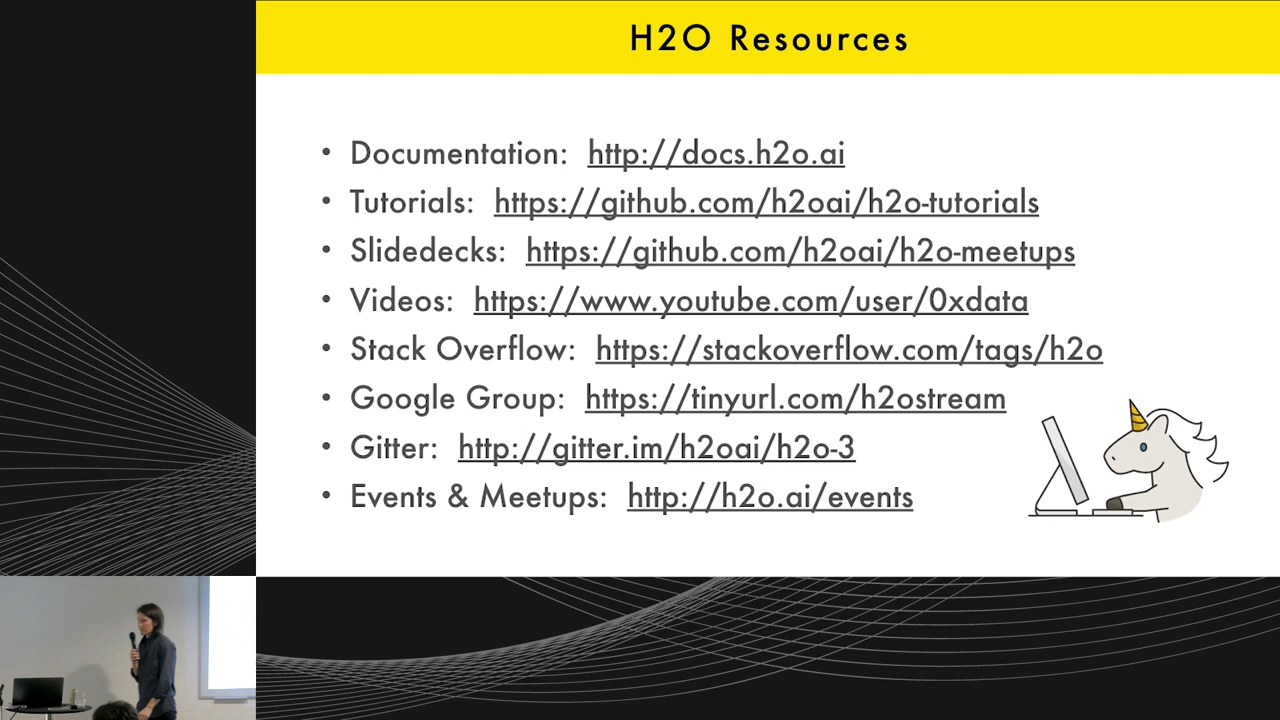 H2O Resources
• Documentation: http://docs.h2o.ai
• Tutorials: https://github.com/h2oai/h2o-tutorials
• Slidedecks: https://github.com/h2oai/h2o-meetups
• Videos: https://www.youtube.com/user/0xdata
• Stack Overflow: https://stackoverflow.com/tags/h2o
• Google Group: https://tinyurl.com/h2ostream
• Gitter: http://gitter.im/h2oai/h2o-3
• Events & Meetups: http://h2o.ai/events